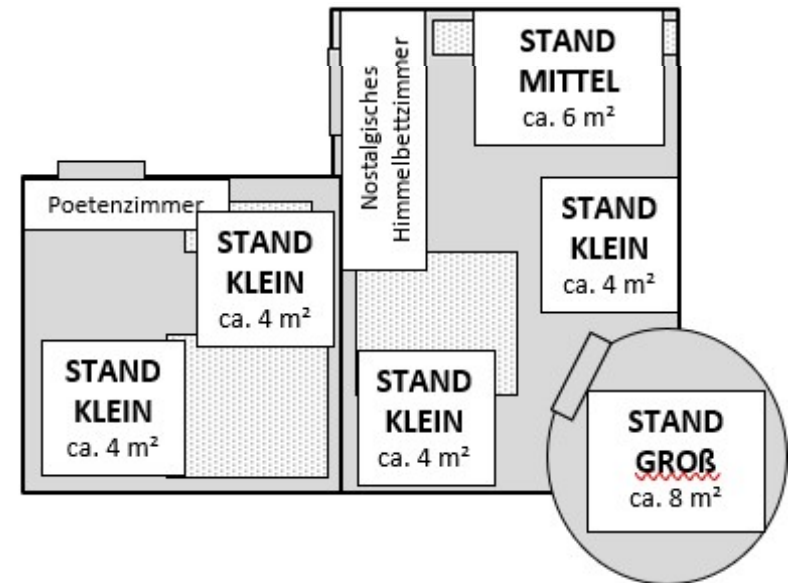 Nostalgisches
Himmelbettzimmer
STAND
MITTEL
ca. 6 m²
Poetenzimmer
STAND
KLEIN
ca. 4 m²
STAND
KLEIN
ca. 4 m²
STAND
KLEIN
ca. 4 m²
STAND
KLEIN
ca. 4 m²
STAND
GROß
ca. 8 m²